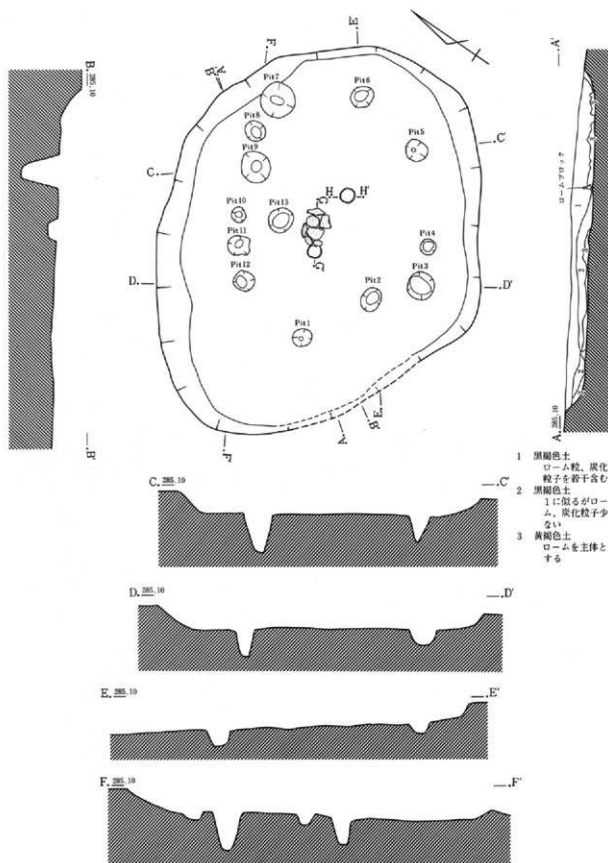 B. 285.10
—.B'
E.'
F.
A'.
B.
C.
—.C'
D.
—.D'
F'
A.
B'
E.
Pit7
Pit6
Pit8
Pit5
Pit9
H.
H'
Pit10
Pit13
G.
Pit11
Pit4
G'
Pit12
Pit3
Pit2
Pit1
A'
ロームブロック
1
2
3
A. 285.10
1 黒褐色土
ローム粒、炭化
粒子を若干含む
2 黒褐色土
1に似るがロー
ム、炭化粒子少
ない
3 黄褐色土
ロームを主体と
する
C. 285.10
—.C'
D. 285.10
—.D'
E. 285.10
—.E'
F. 285.10
—.F'